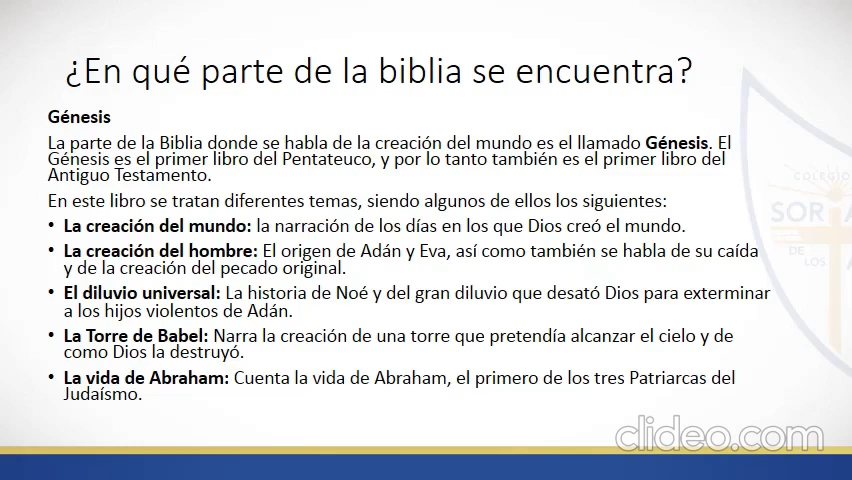 ¿En qué parte de la biblia se encuentra?
Génesis
La parte de la Biblia donde se habla de la creación del mundo es el llamado Génesis. El
Génesis es el primer libro del Pentateuco, y por lo tanto también es el primer libro del
Antiguo Testamento.
En este libro se tratan diferentes temas, siendo algunos de ellos los siguientes:
• La creación del mundo: la narración de los días en los que Dios creó el mundo.
• La creación del hombre: El origen de Adán y Eva, así como también se habla de su caída
y de la creación del pecado original.
• El diluvio universal: La historia de Noé y del gran diluvio que desató Dios para exterminar
a los hijos violentos de Adán.
• La Torre de Babel: Narra la creación de una torre que pretendía alcanzar el cielo y de
como Dios la destruyó.
• La vida de Abraham: Cuenta la vida de Abraham, el primero de los tres Patriarcas del
Judaísmo.
COLEGIO
SOR
DE LOS
clideo.com